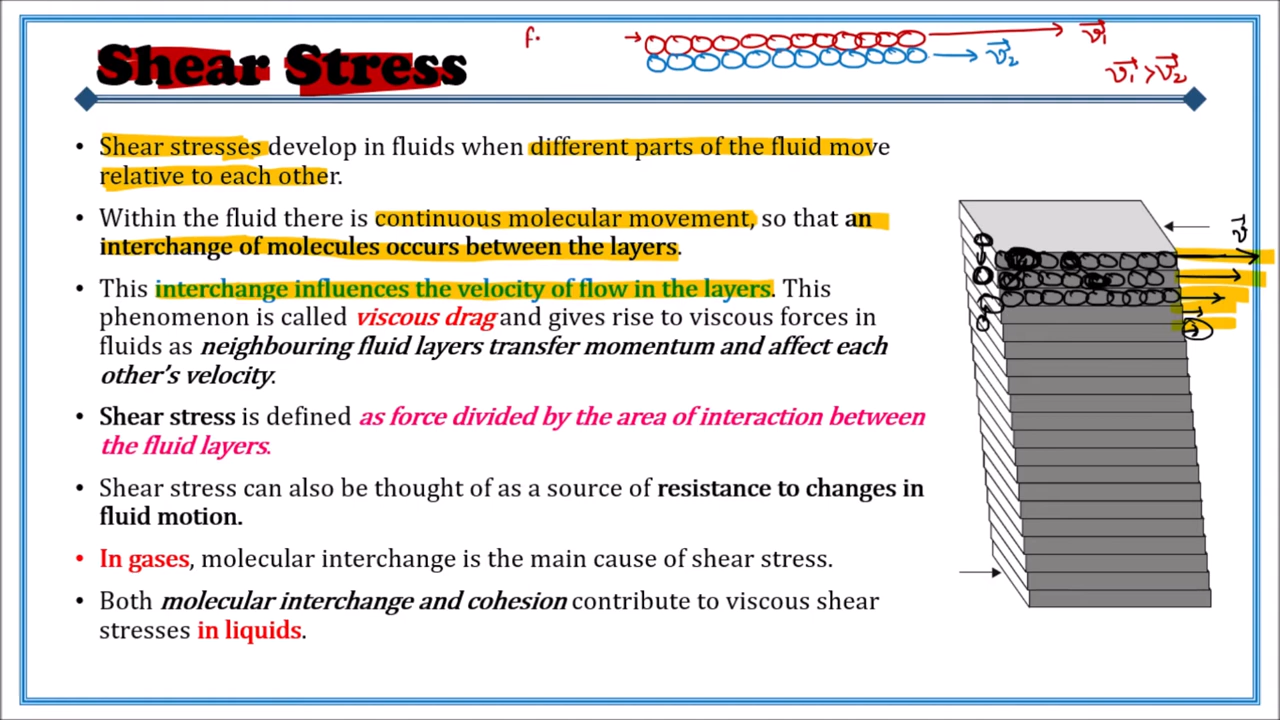 f.
v⃗1
v⃗2
v⃗1 > v⃗2
Shear Stress
• Shear stresses develop in fluids when different parts of the fluid move
relative to each other.
• Within the fluid there is continuous molecular movement, so that an
interchange of molecules occurs between the layers.
• This interchange influences the velocity of flow in the layers. This
phenomenon is called viscous drag and gives rise to viscous forces in
fluids as neighbouring fluid layers transfer momentum and affect each
other's velocity.
• Shear stress is defined as force divided by the area of interaction between
the fluid layers.
• Shear stress can also be thought of as a source of resistance to changes in
fluid motion.
• In gases, molecular interchange is the main cause of shear stress.
• Both molecular interchange and cohesion contribute to viscous shear
stresses in liquids.
v⃗